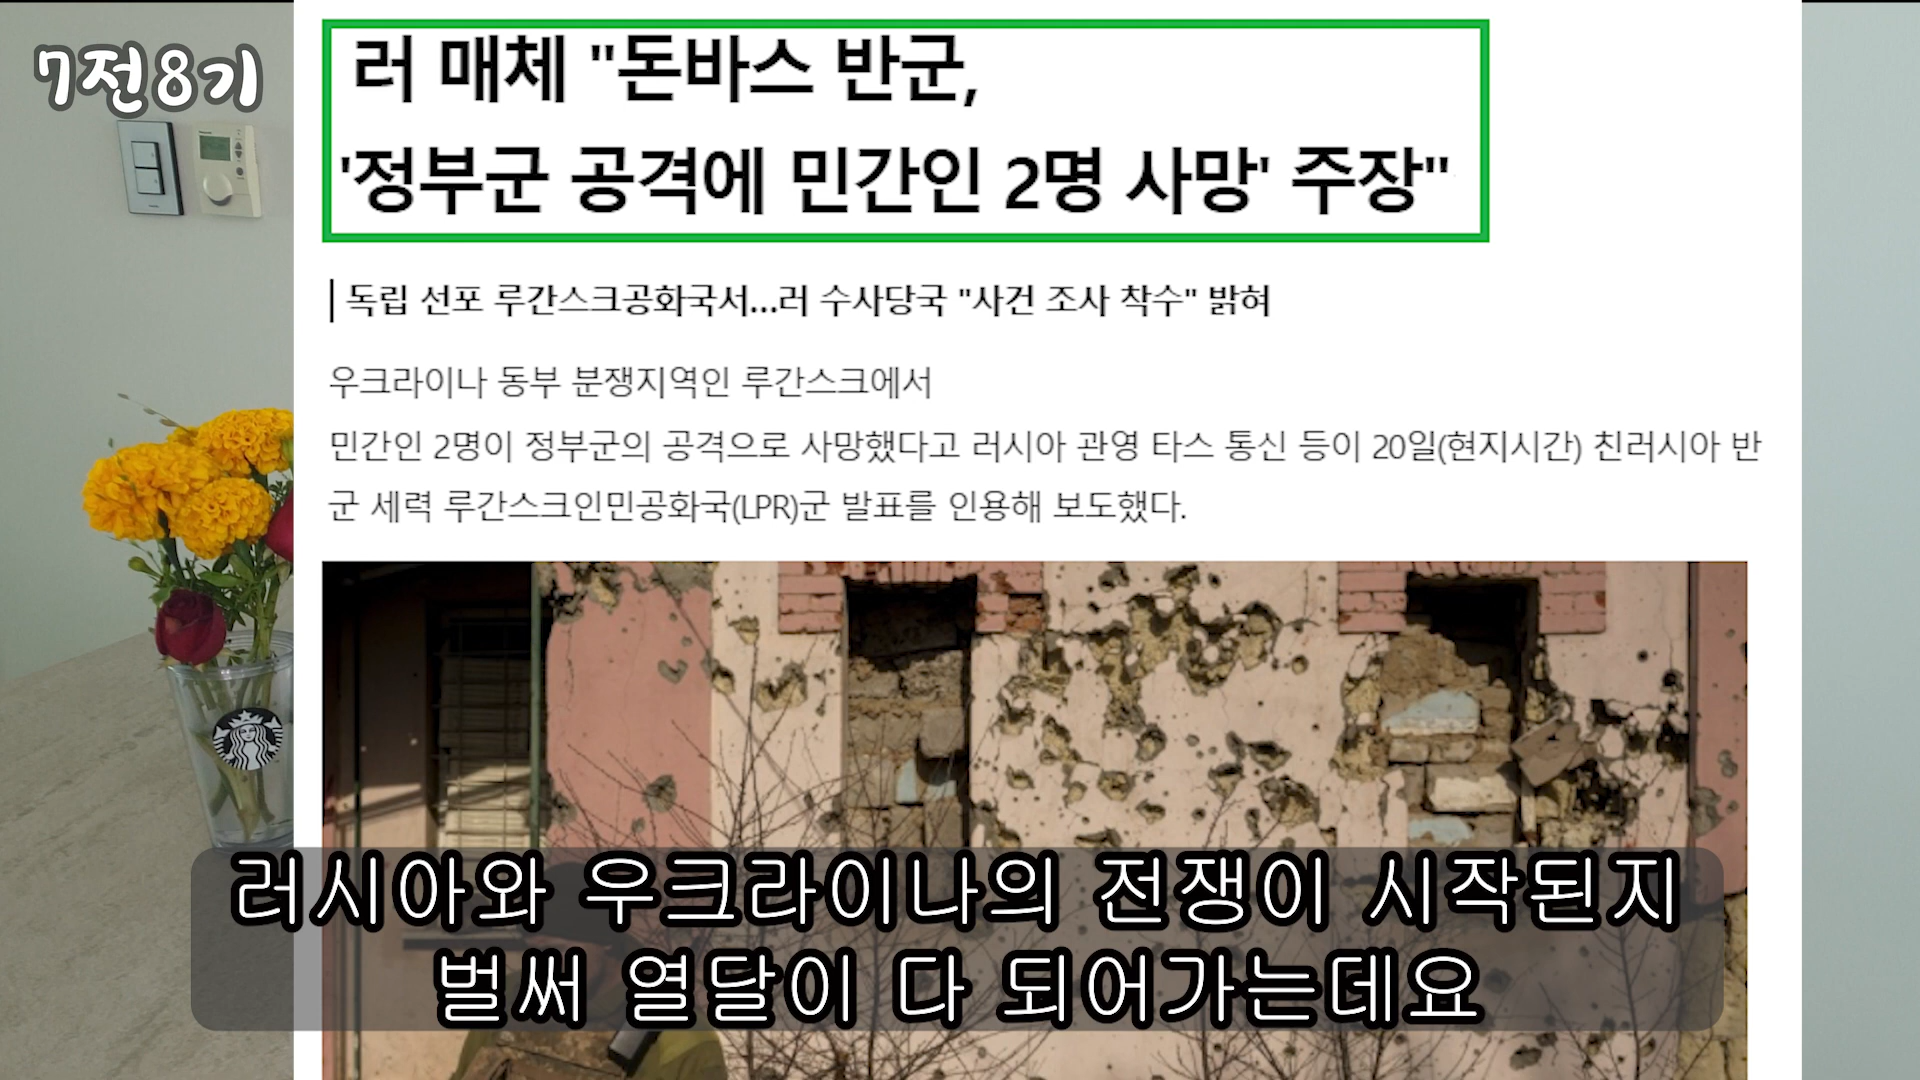 7전8기
러 매체 "돈바스 반군,
'정부군 공격에 민간인 2명 사망' 주장"
독립 선포 루간스크공화국서...러 수사당국 "사건 조사 착수" 밝혀
우크라이나 동부 분쟁지역인 루간스크에서
민간인 2명이 정부군의 공격으로 사망했다고 러시아 관영 타스 통신 등이 20일(현지시간) 친러시아 반
군 세력 루간스크인민공화국(LPR)군 발표를 인용해 보도했다.
러시아와 우크라이나의 전쟁이 시작된지
벌써 열달이 다 되어가는데요